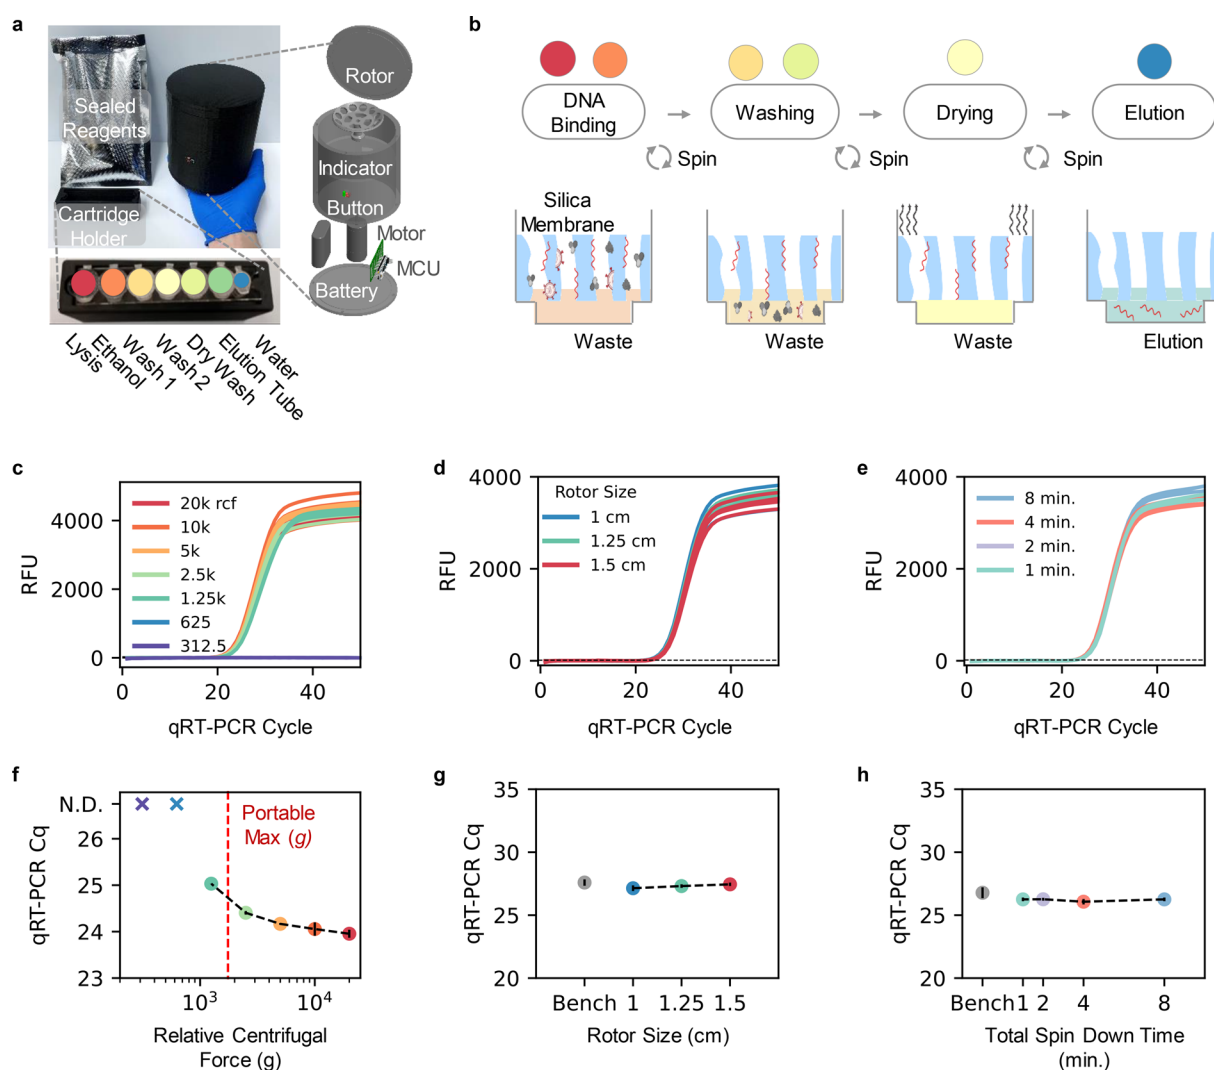 a
Sealed
Reagents
Cartridge
Holder
Rotor
Indicator
Button
Motor
MCU
Battery
Lysis
Ethanol
Wash 1
Wash 2
Dry Wash
Elution Tube
Water
b
DNA
Binding
Washing
Drying
Elution
Spin
Spin
Spin
Silica
Membrane
Waste
Waste
Waste
Elution
c
4000
2000
0
RFU
20k rcf
10k
5k
2.5k
1.25k
625
312.5
0
20
40
qRT-PCR Cycle
d
4000
2000
0
RFU
Rotor Size
1 cm
1.25 cm
1.5 cm
0
20
40
qRT-PCR Cycle
e
4000
2000
0
RFU
8 min.
4 min.
2 min.
1 min.
0
20
40
qRT-PCR Cycle
f
N.D.
26
25
24
23
qRT-PCR Cq
Portable
Max (g)
10³
10⁴
Relative Centrifugal
Force (g)
g
35
30
25
20
qRT-PCR Cq
Bench 1 1.25 1.5
Rotor Size (cm)
h
35
30
25
20
qRT-PCR Cq
Bench 1 2 4 8
Total Spin Down Time
(min.)